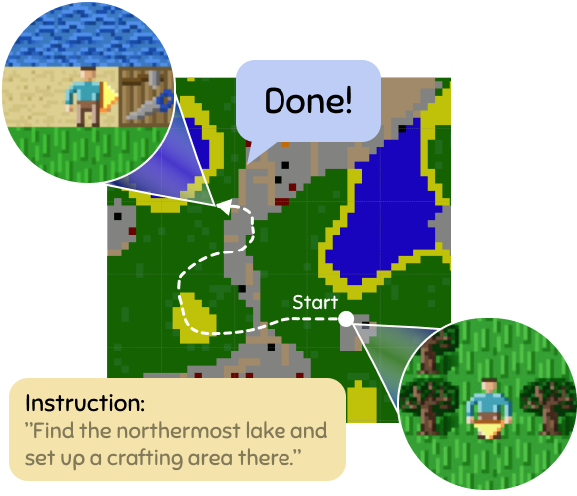 Done!
Start
Instruction:
”Find the northermost lake and
set up a crafting area there.”